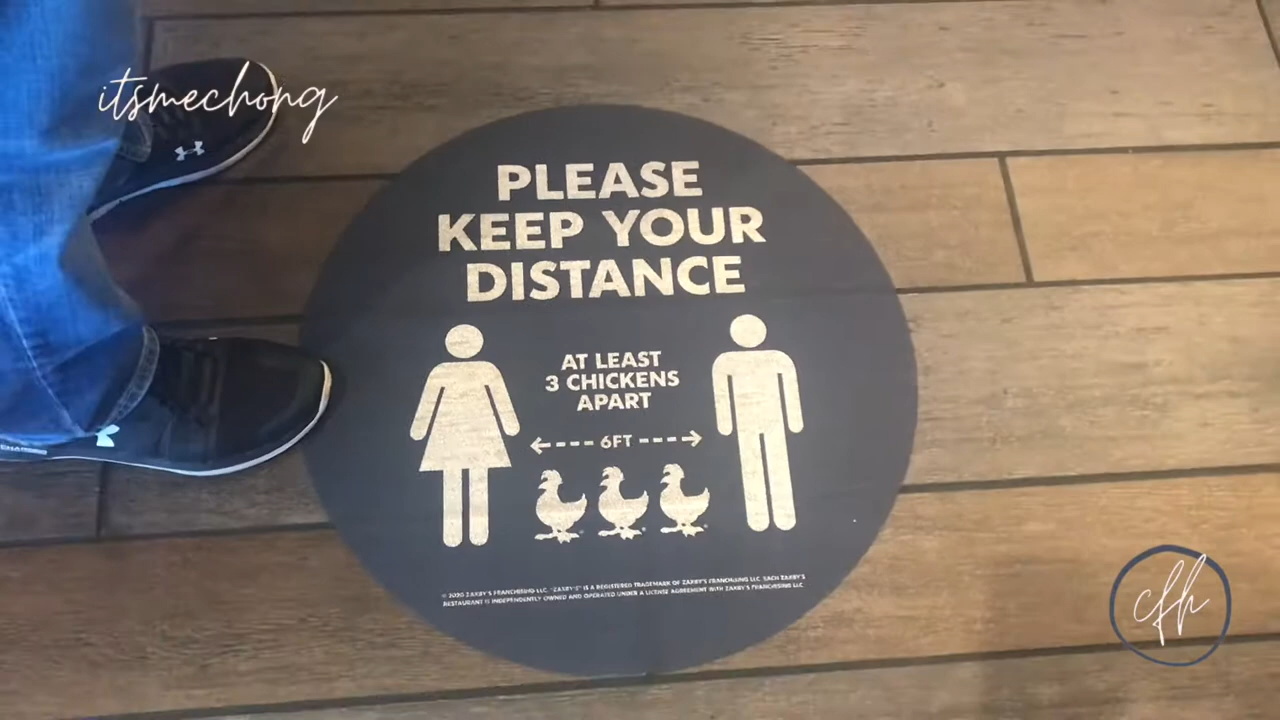 itsmechong
PLEASE
KEEP YOUR
DISTANCE
AT LEAST
3 CHICKENS
APART
6FT
© 2020 ZAXBY'S FRANCHISING LLC. "ZAXBY'S" IS A REGISTERED TRADEMARK OF ZAXBY'S FRANCHISING LLC. EACH ZAXBY'S
RESTAURANT IS INDEPENDENTLY OWNED AND OPERATED UNDER A LICENSE AGREEMENT WITH ZAXBY'S FRANCHISING LLC.
cfh